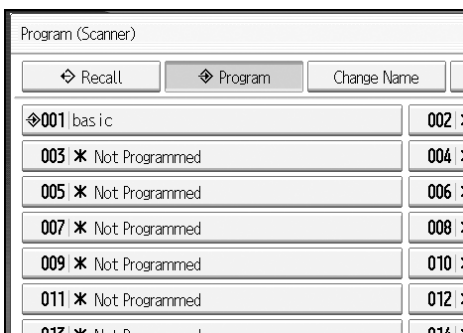 Program (Scanner)
Recall Program Change Name
001 basic 002
003 * Not Programmed 004
005 * Not Programmed 006
007 * Not Programmed 008
009 * Not Programmed 010
011 * Not Programmed 012